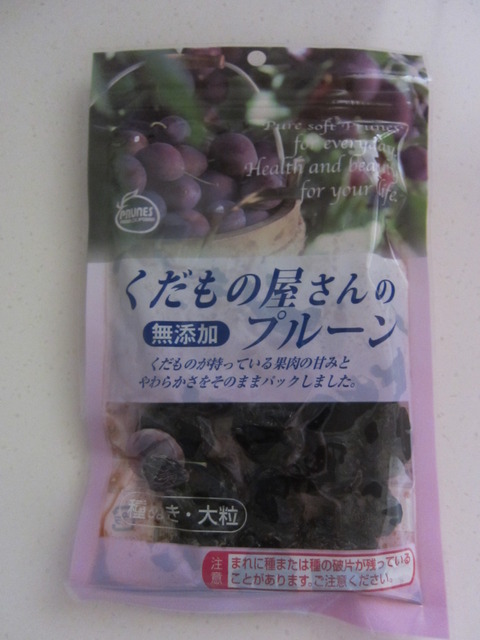 Pure soft Prunes
for everyday
Health and beauty
for your life.
PRUNES
くだもの屋さんの
無添加
プルーン
くだものが持っている果肉の甘みと
やわらかさをそのままパックしました。
種ぬき・大粒
注意
まれに種または種の破片が残っている
ことがあります。ご注意ください。